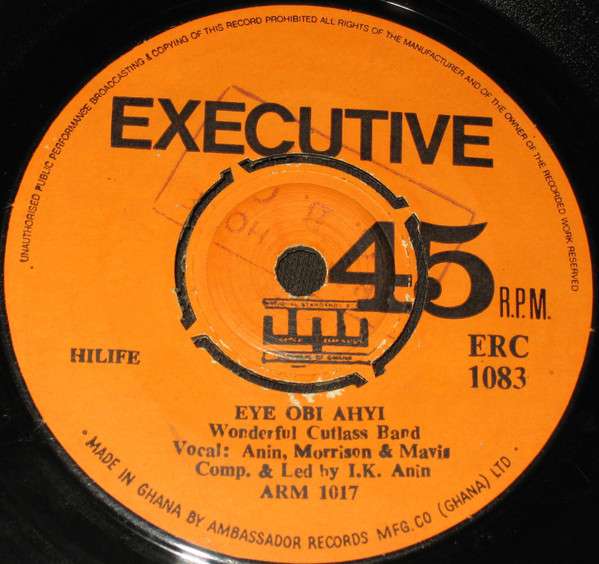 UNAUTHORISED PUBLIC PERFORMANCE BROADCASTING & COPYING OF THIS RECORD PROHIBITED ALL RIGHTS OF THE MANUFACTURER AND OF THE OWNER OF THE RECORDED WORK RESERVED
EXECUTIVE
45 R.P.M.
HILIFE
ERC
1083
EYE OBI AHYI
Wonderful Cutlass Band
Vocal: Anin, Morrison & Mavis
Comp. & Led by I.K. Anin
ARM 1017
• MADE IN GHANA BY AMBASSADOR RECORDS MFG. CO (GHANA) LTD •